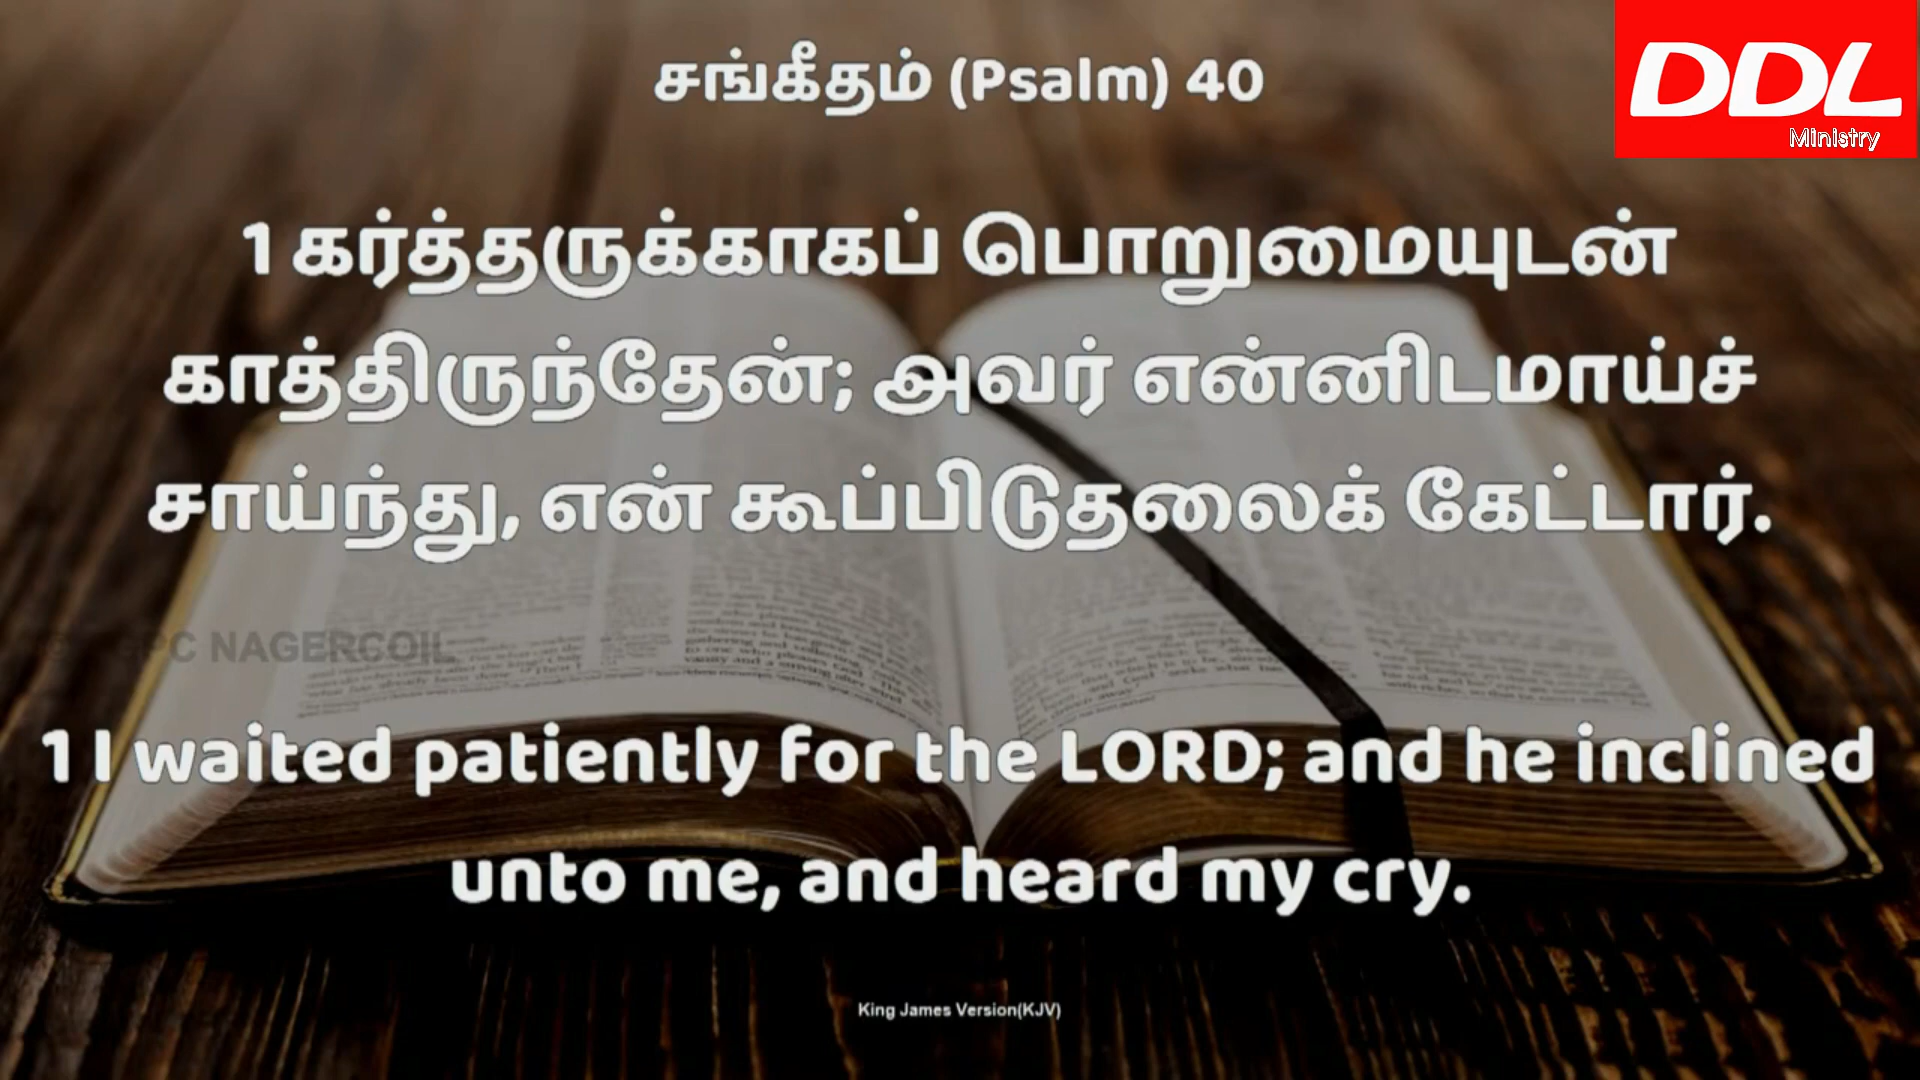 சங்கீதம் (Psalm) 40
DDL
Ministry
1 கர்த்தருக்காகப் பொறுமையுடன்
காத்திருந்தேன்; அவர் என்னிடமாய்ச்
சாய்ந்து, என் கூப்பிடுதலைக் கேட்டார்.
NAGERCOIL
1 I waited patiently for the LORD; and he inclined
unto me, and heard my cry.
King James Version(KJV)